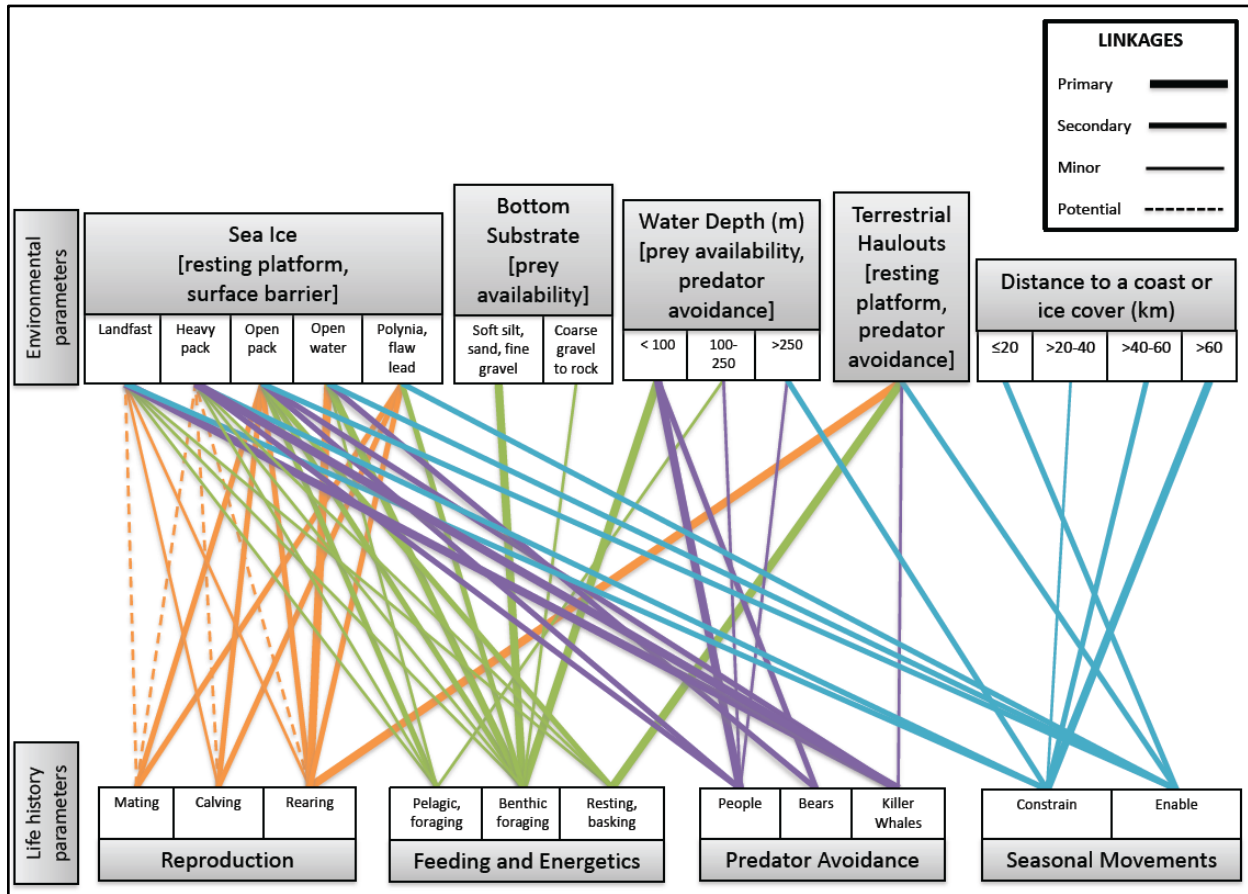 LINKAGES
Primary
Secondary
Minor
Potential
Environmental
parameters
Sea Ice
[resting platform,
surface barrier]
Landfast
Heavy
pack
Open
pack
Open
water
Polynia,
flaw
lead
Bottom
Substrate
[prey
availability]
Soft silt,
sand, fine
gravel
Coarse
gravel
to rock
Water Depth (m)
[prey availability,
predator
avoidance]
< 100
100-
250
>250
Terrestrial
Haulouts
[resting
platform,
predator
avoidance]
Distance to a coast or
ice cover (km)
≤20
>20-40
>40-60
>60
Life history
parameters
Mating
Calving
Rearing
Reproduction
Pelagic,
foraging
Benthic
foraging
Resting,
basking
Feeding and Energetics
People
Bears
Killer
Whales
Predator Avoidance
Constrain
Enable
Seasonal Movements